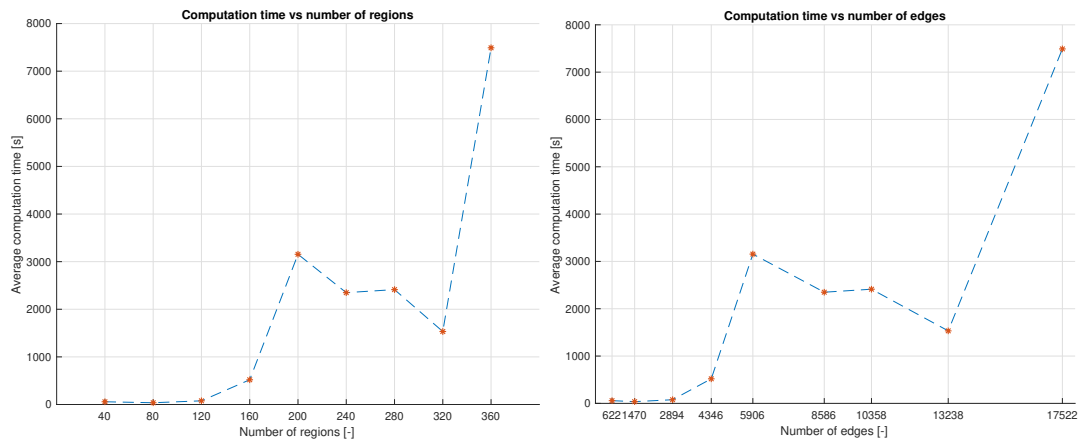 Computation time vs number of regions
8000
7000
6000
5000
4000
3000
2000
1000
0
Average computation time [s]
40 80 120 160 200 240 280 320 360
Number of regions [-]
Computation time vs number of edges
8000
7000
6000
5000
4000
3000
2000
1000
0
Average computation time [s]
622 1470 2894 4346 5906 8586 10358 13238 17522
Number of edges [-]